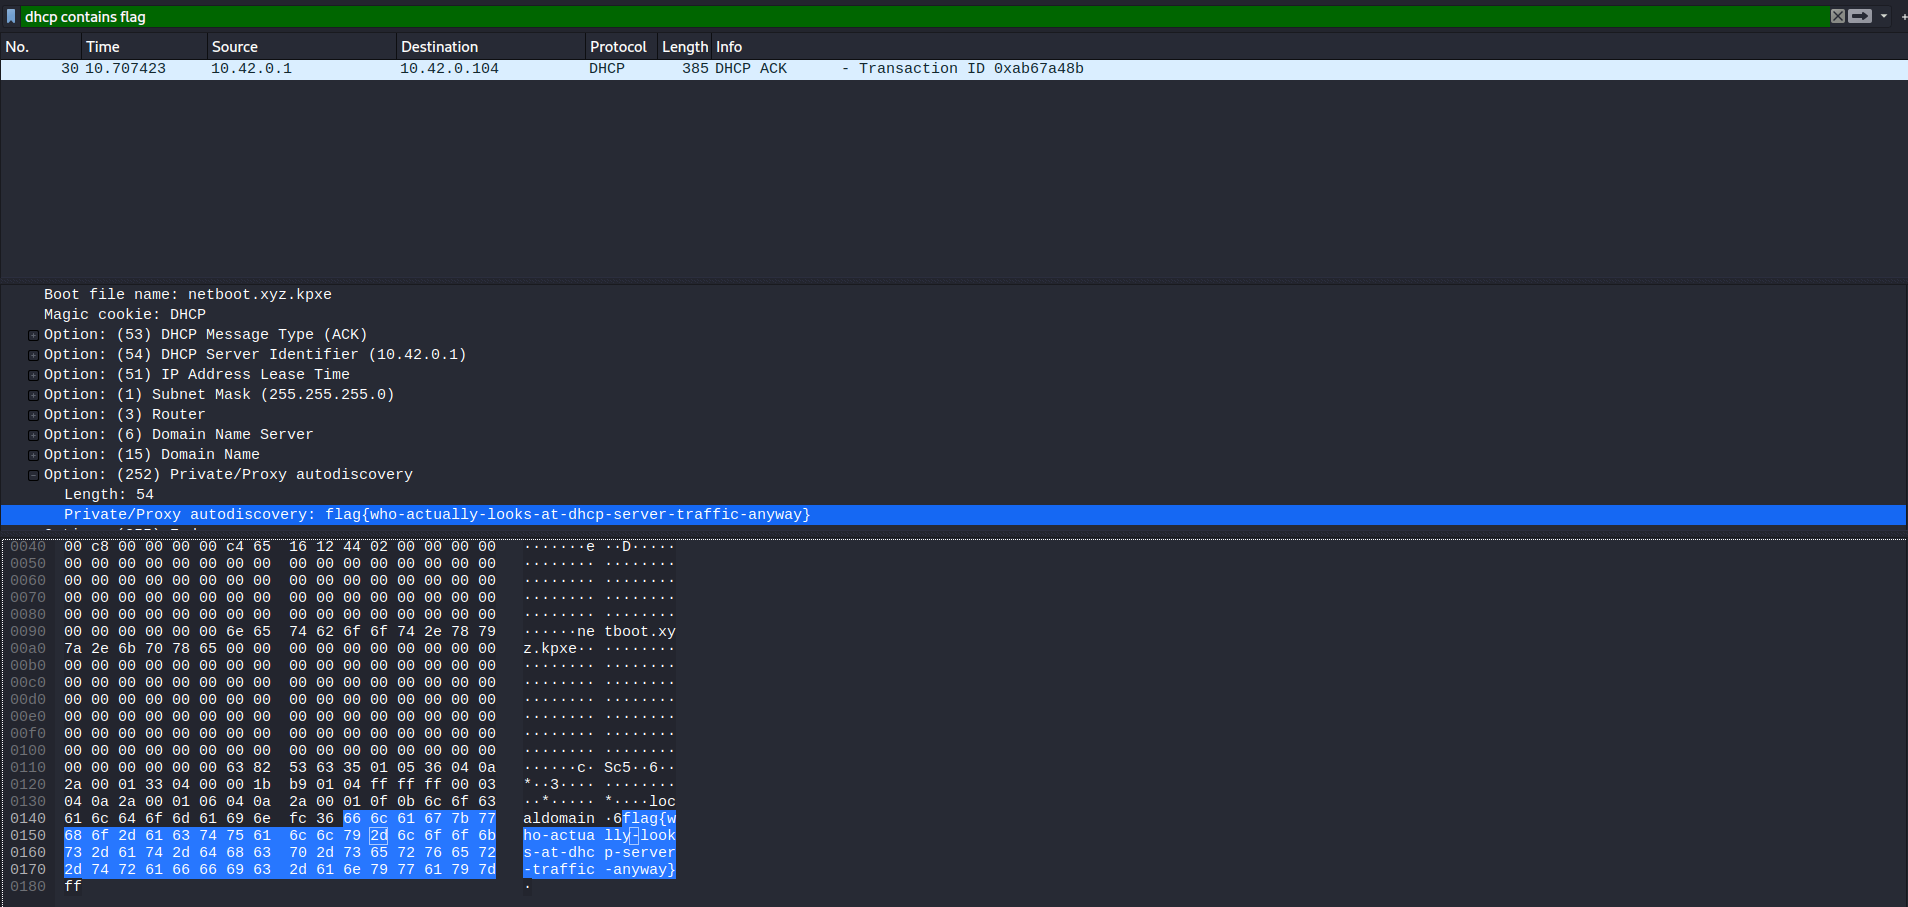 dhcp contains flag
No. Time Source Destination Protocol Length Info
30 10.707423 10.42.0.1 10.42.0.104 DHCP 385 DHCP ACK - Transaction ID 0xab67a48b
Boot file name: netboot.xyz.kpxe
Magic cookie: DHCP
Option: (53) DHCP Message Type (ACK)
Option: (54) DHCP Server Identifier (10.42.0.1)
Option: (51) IP Address Lease Time
Option: (1) Subnet Mask (255.255.255.0)
Option: (3) Router
Option: (6) Domain Name Server
Option: (15) Domain Name
Option: (252) Private/Proxy autodiscovery
Length: 54
Private/Proxy autodiscovery: flag{who-actually-looks-at-dhcp-server-traffic-anyway}
0040 00 c8 00 00 00 00 c4 65 16 12 44 02 00 00 00 00 ·······e ··D·····
0050 00 00 00 00 00 00 00 00 00 00 00 00 00 00 00 00 ········ ········
0060 00 00 00 00 00 00 00 00 00 00 00 00 00 00 00 00 ········ ········
0070 00 00 00 00 00 00 00 00 00 00 00 00 00 00 00 00 ········ ········
0080 00 00 00 00 00 00 00 00 00 00 00 00 00 00 00 00 ········ ········
0090 00 00 00 00 00 00 6e 65 74 62 6f 6f 74 2e 78 79 ······ne tboot.xy
00a0 7a 2e 6b 70 78 65 00 00 00 00 00 00 00 00 00 00 z.kpxe·· ········
00b0 00 00 00 00 00 00 00 00 00 00 00 00 00 00 00 00 ········ ········
00c0 00 00 00 00 00 00 00 00 00 00 00 00 00 00 00 00 ········ ········
00d0 00 00 00 00 00 00 00 00 00 00 00 00 00 00 00 00 ········ ········
00e0 00 00 00 00 00 00 00 00 00 00 00 00 00 00 00 00 ········ ········
00f0 00 00 00 00 00 00 00 00 00 00 00 00 00 00 00 00 ········ ········
0100 00 00 00 00 00 00 00 00 00 00 00 00 00 00 00 00 ········ ········
0110 00 00 00 00 00 00 63 82 53 63 35 01 05 36 04 0a ······c· Sc5··6··
0120 2a 00 01 33 04 00 00 1b b9 01 04 ff ff ff 00 03 *··3···· ········
0130 04 0a 2a 00 01 06 04 0a 2a 00 01 0f 0b 6c 6f 63 ··*····· *····loc
0140 61 6c 64 6f 6d 61 69 6e fc 36 66 6c 61 67 7b 77 aldomain ·6flag{w
0150 68 6f 2d 61 63 74 75 61 6c 6c 79 2d 6c 6f 6f 6b ho-actua lly-look
0160 73 2d 61 74 2d 64 68 63 70 2d 73 65 72 76 65 72 s-at-dhc p-server
0170 2d 74 72 61 66 66 69 63 2d 61 6e 79 77 61 79 7d -traffic -anyway}
0180 ff ·